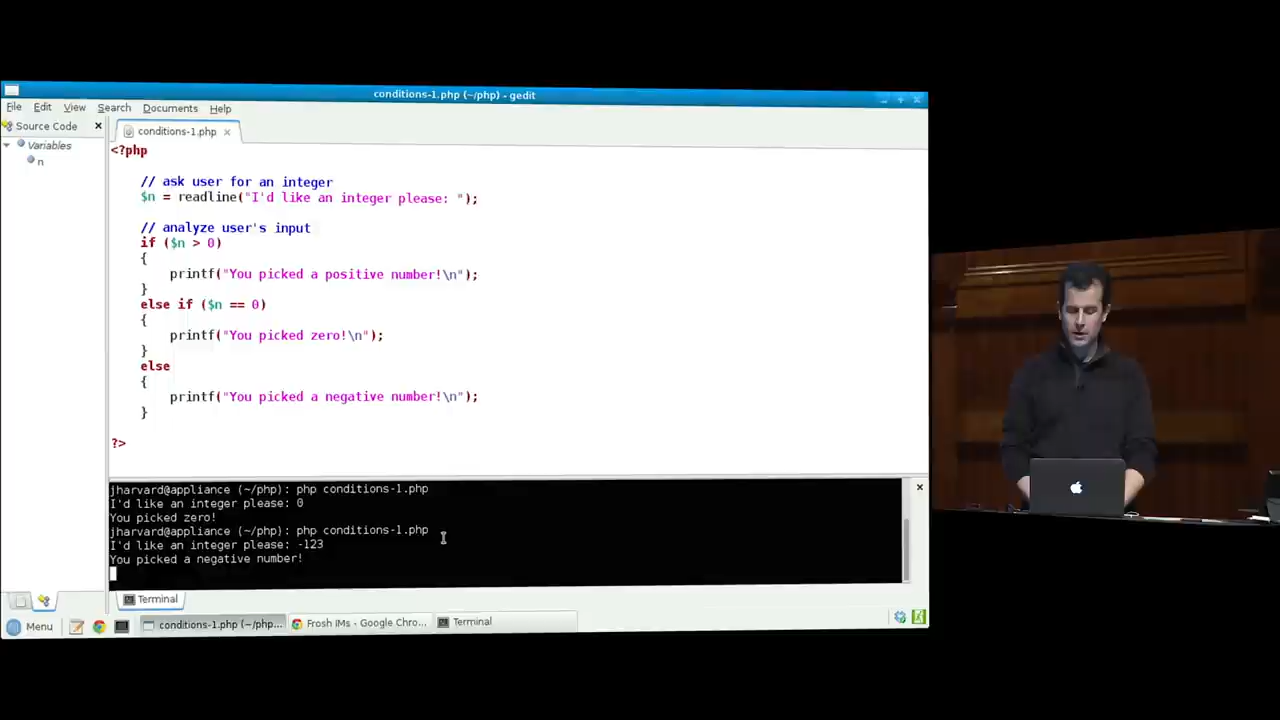 conditions-1.php (~/php) - gedit
File Edit View Search Documents Help
Source Code
conditions-1.php
Variables
n
<?php
// ask user for an integer
$n = readline("I'd like an integer please: ");
// analyze user's input
if ($n > 0)
{
printf("You picked a positive number!\n");
}
else if ($n == 0)
{
printf("You picked zero!\n");
}
else
{
printf("You picked a negative number!\n");
}
?>
jharvard@appliance (~/php): php conditions-1.php
I'd like an integer please: 0
You picked zero!
jharvard@appliance (~/php): php conditions-1.php
I'd like an integer please: -123
You picked a negative number!
Terminal
Menu
conditions-1.php (~/php...
Frosh IMs - Google Chro...
Terminal